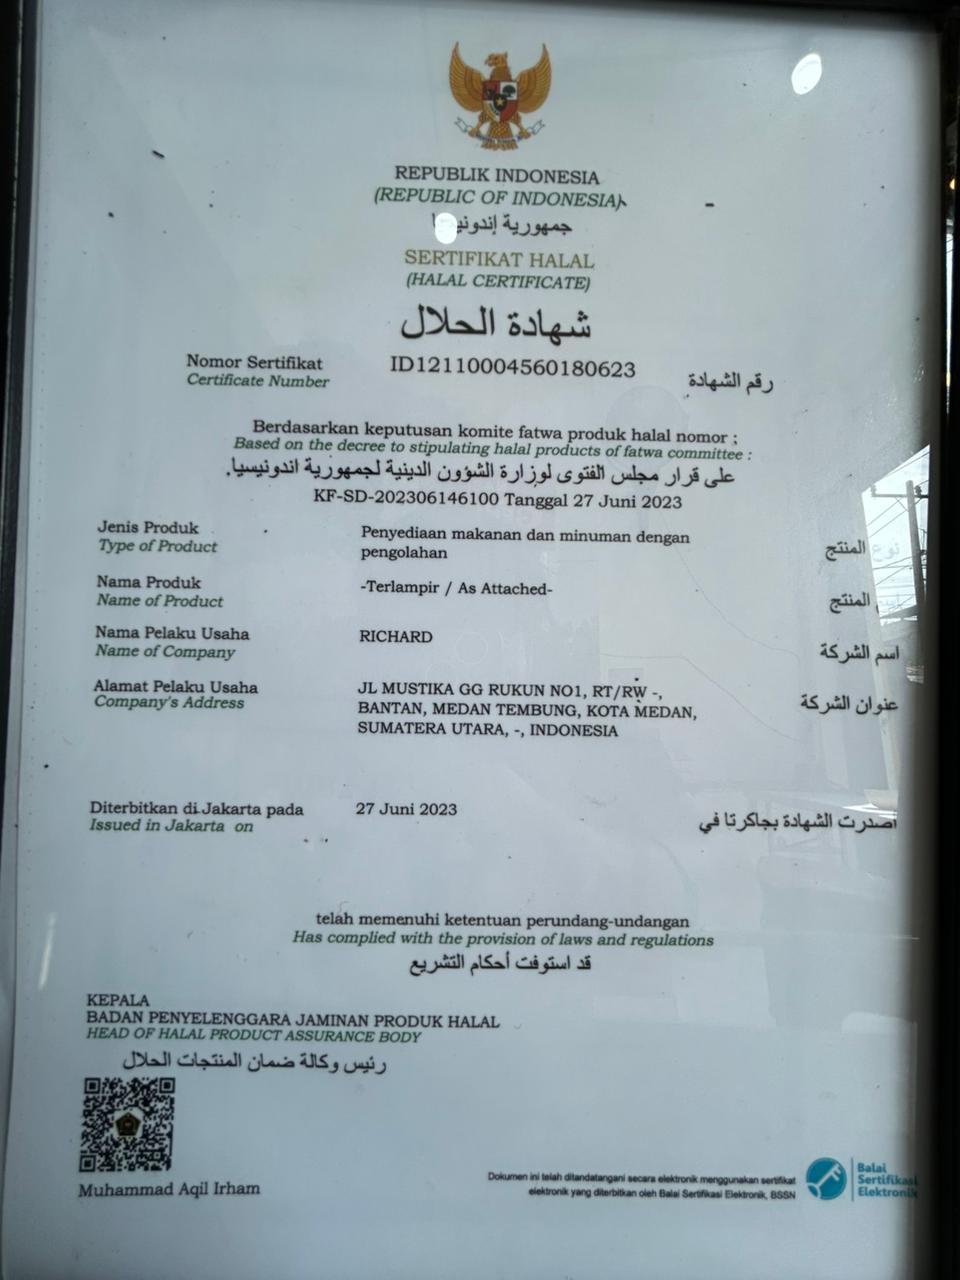 REPUBLIK INDONESIA
(REPUBLIC OF INDONESIA)
جمهورية
SERTIFIKAT HALAL
(HALAL CERTIFICATE)
شهادة الحلال
Nomor Sertifikat ID12110004560180623 رقم الشهادة
Certificate Number
Berdasarkan keputusan komite fatwa produk halal nomor :
Based on the decree to stipulating halal products of fatwa committee :
على قرار مجلس الفتوى لوزارة الشؤون الدينية لجمهورية اندونيسيا.
KF-SD-202306146100 Tanggal 27 Juni 2023
Jenis Produk Penyediaan makanan dan minuman dengan
Type of Product pengolahan نوع المنتج
Nama Produk -Terlampir / As Attached-
Name of Product المنتج
Nama Pelaku Usaha RICHARD
Name of Company اسم الشركة
Alamat Pelaku Usaha JL MUSTIKA GG RUKUN NO1, RT/RW -,
Company's Address BANTAN, MEDAN TEMBUNG, KOTA MEDAN, عنوان الشركة
SUMATERA UTARA, -, INDONESIA
Diterbitkan di Jakarta pada 27 Juni 2023
Issued in Jakarta on أصدرت الشهادة بجاكرتا في
telah memenuhi ketentuan perundang-undangan
Has complied with the provision of laws and regulations
قد استوفت أحكام التشريع
KEPALA
BADAN PENYELENGGARA JAMINAN PRODUK HALAL
HEAD OF HALAL PRODUCT ASSURANCE BODY
رئيس وكالة ضمان المنتجات الحلال
Muhammad Aqil Irham
Dokumen ini telah ditandatangani secara elektronik menggunakan sertifikat
elektronik yang diterbitkan oleh Balai Sertifikasi Elektronik, BSSN
Balai
Sertifikasi
Elektronik